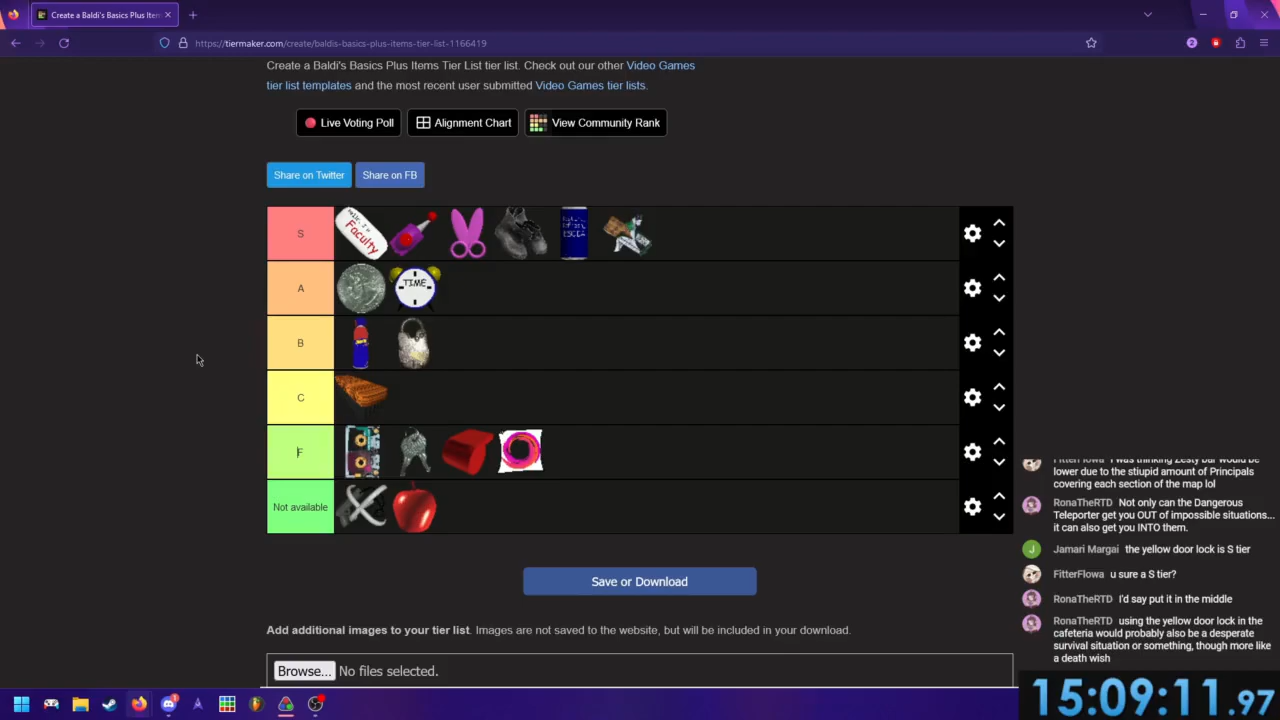 Create a Baldi's Basics Plus Iten
https://tiermaker.com/create/baldis-basics-plus-items-tier-list-1166419
2
Create a Baldi's Basics Plus Items Tier List tier list. Check out our other Video Games
tier list templates and the most recent user submitted Video Games tier lists.
Live Voting Poll
Alignment Chart
View Community Rank
Share on Twitter
Share on FB
S
Hello, I'm
Faculty
A
TIME
B
C
F
Not available
Save or Download
Add additional images to your tier list. Images are not saved to the website, but will be included in your download.
Browse... No files selected.
FitterFlowa I was thinking Zesty bar would be
lower due to the stiupid amount of Principals
covering each section of the map lol
RonaTheRTD Not only can the Dangerous
Teleporter get you OUT of impossible situations...
it can also get you INTO them.
J
Jamari Margai the yellow door lock is S tier
FitterFlowa u sure a S tier?
RonaTheRTD I'd say put it in the middle
RonaTheRTD using the yellow door lock in the
cafeteria would probably also be a desperate
survival situation or something, though more like
a death wish
15:09:11.97